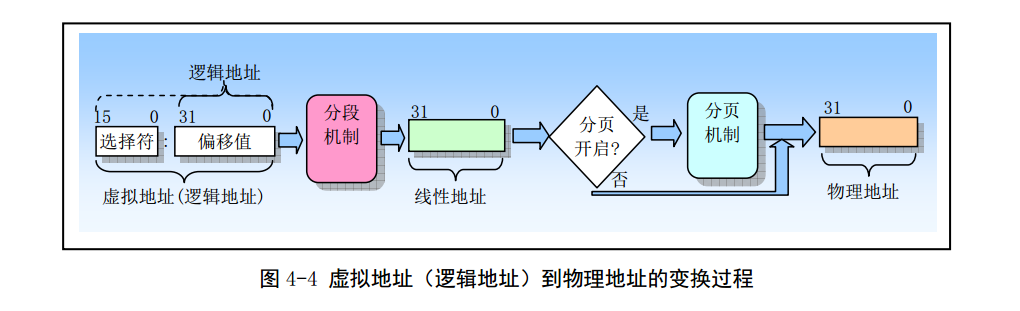 逻辑地址
15 0 31 0
选择符 : 偏移值
虚拟地址(逻辑地址)
分段
机制
31 0
线性地址
分页
开启?
是
否
分页
机制
31 0
物理地址
图 4-4 虚拟地址（逻辑地址）到物理地址的变换过程